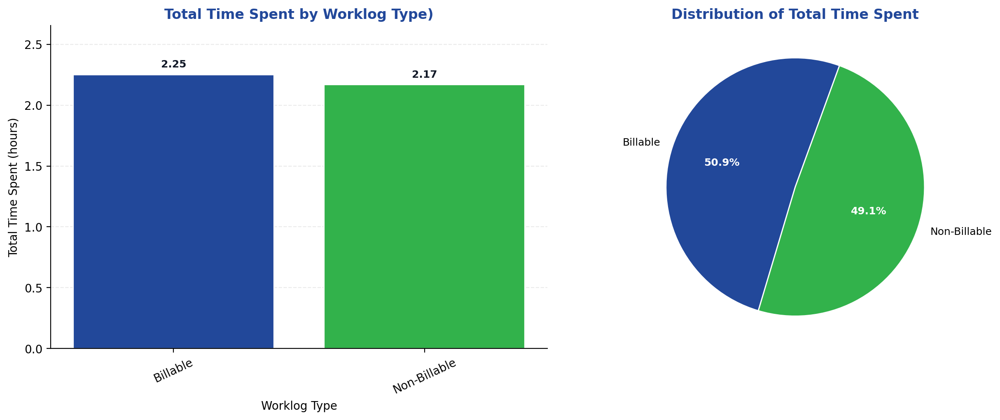 Total Time Spent by Worklog Type)
Total Time Spent (hours)
2.5
2.0
1.5
1.0
0.5
0.0
2.25
2.17
Billable
Non-Billable
Worklog Type
Distribution of Total Time Spent
Billable
50.9%
49.1%
Non-Billable